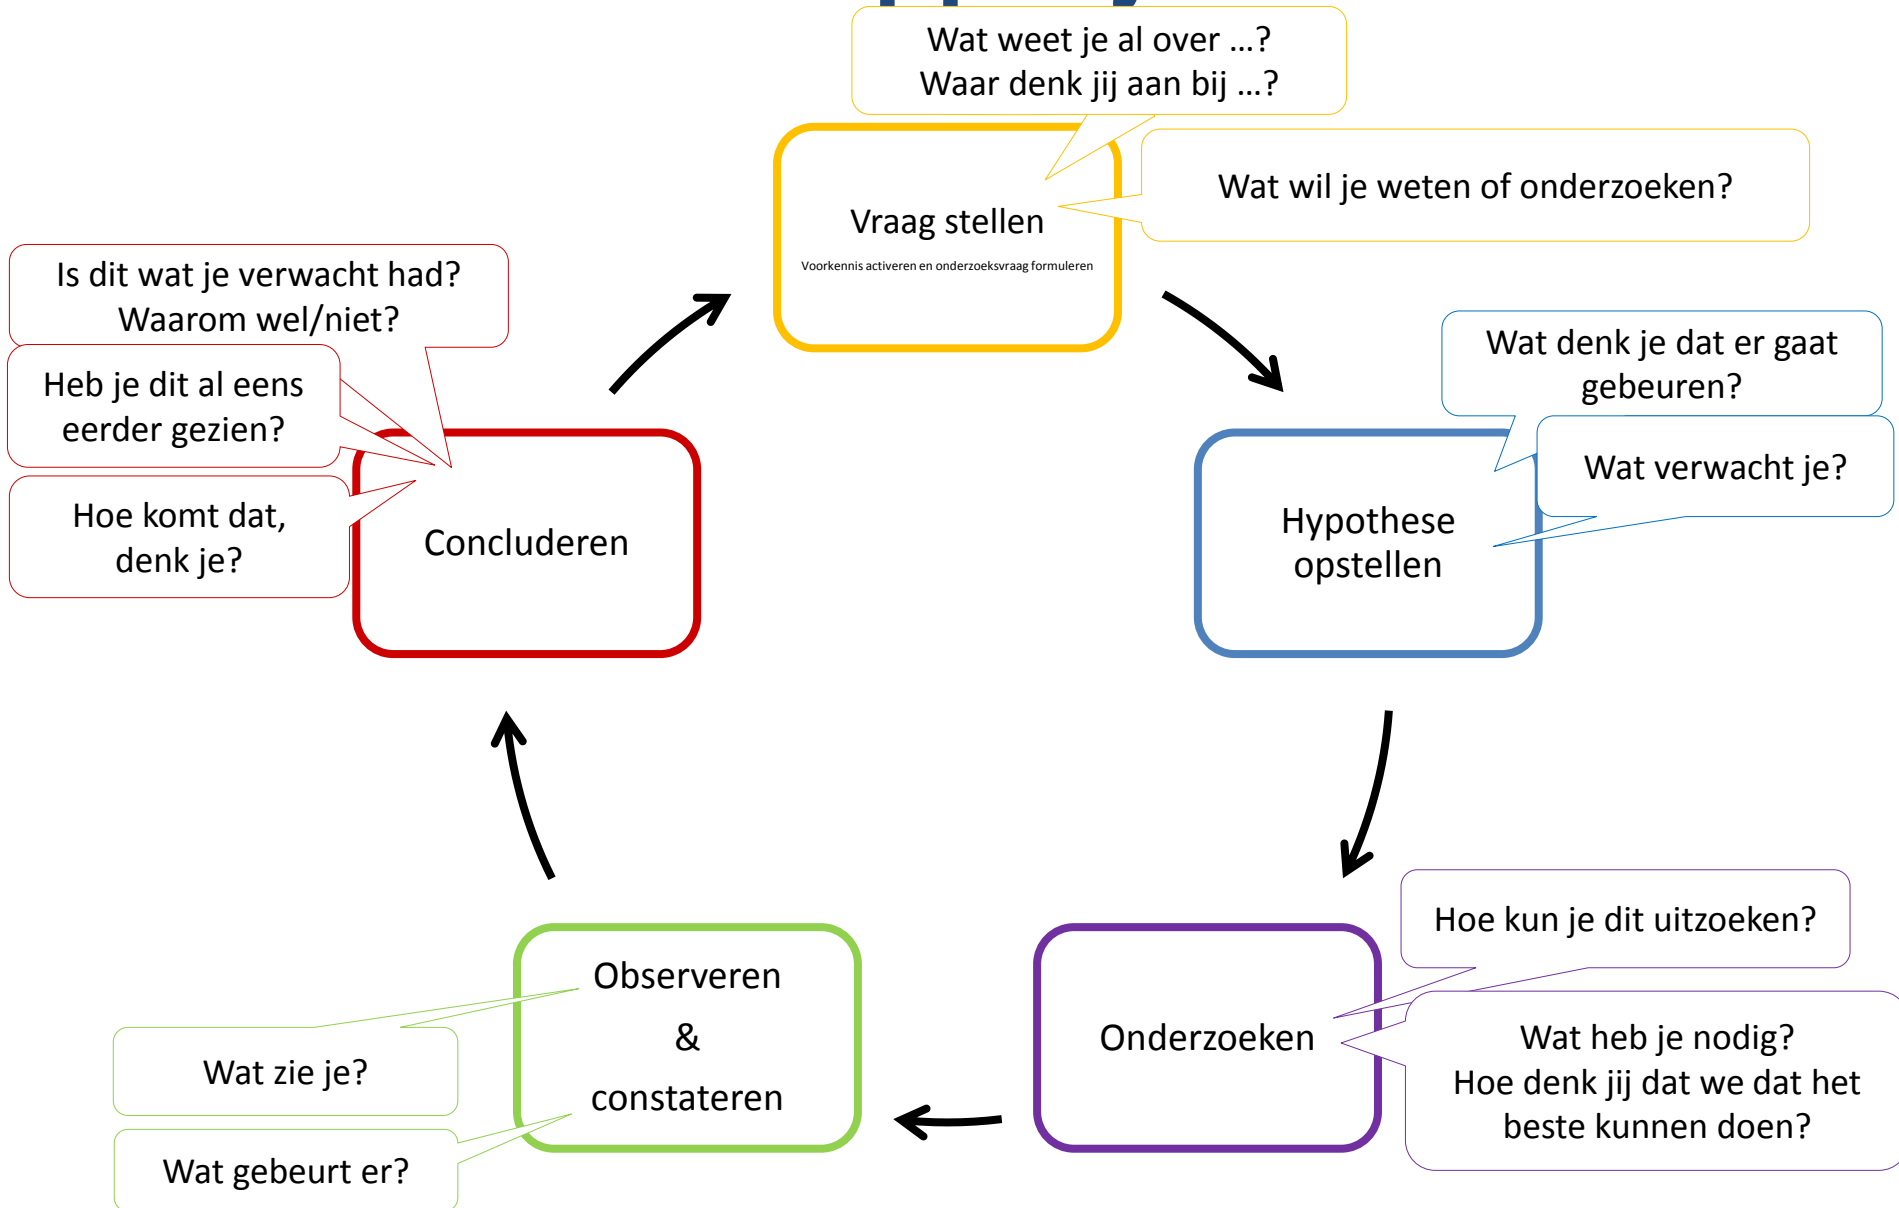 Wat weet je al over ...?
Waar denk jij aan bij ...?
Wat wil je weten of onderzoeken?
Vraag stellen
Voorkennis activeren en onderzoeksvraag formuleren
Wat denk je dat er gaat
gebeuren?
Wat verwacht je?
Hypothese
opstellen
Hoe kun je dit uitzoeken?
Wat heb je nodig?
Hoe denk jij dat we dat het
beste kunnen doen?
Onderzoeken
Observeren
&
constateren
Wat zie je?
Wat gebeurt er?
Is dit wat je verwacht had?
Waarom wel/niet?
Heb je dit al eens
eerder gezien?
Hoe komt dat,
denk je?
Concluderen